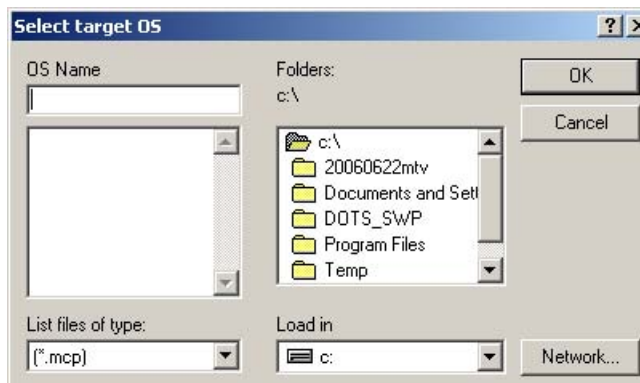 Select target OS
OS Name
Folders:
c:\
OK
Cancel
c:\
20060622mtv
Documents and Sett
DOTS_SWP
Program Files
Temp
List files of type:
(*.mcp)
Load in
c:
Network...